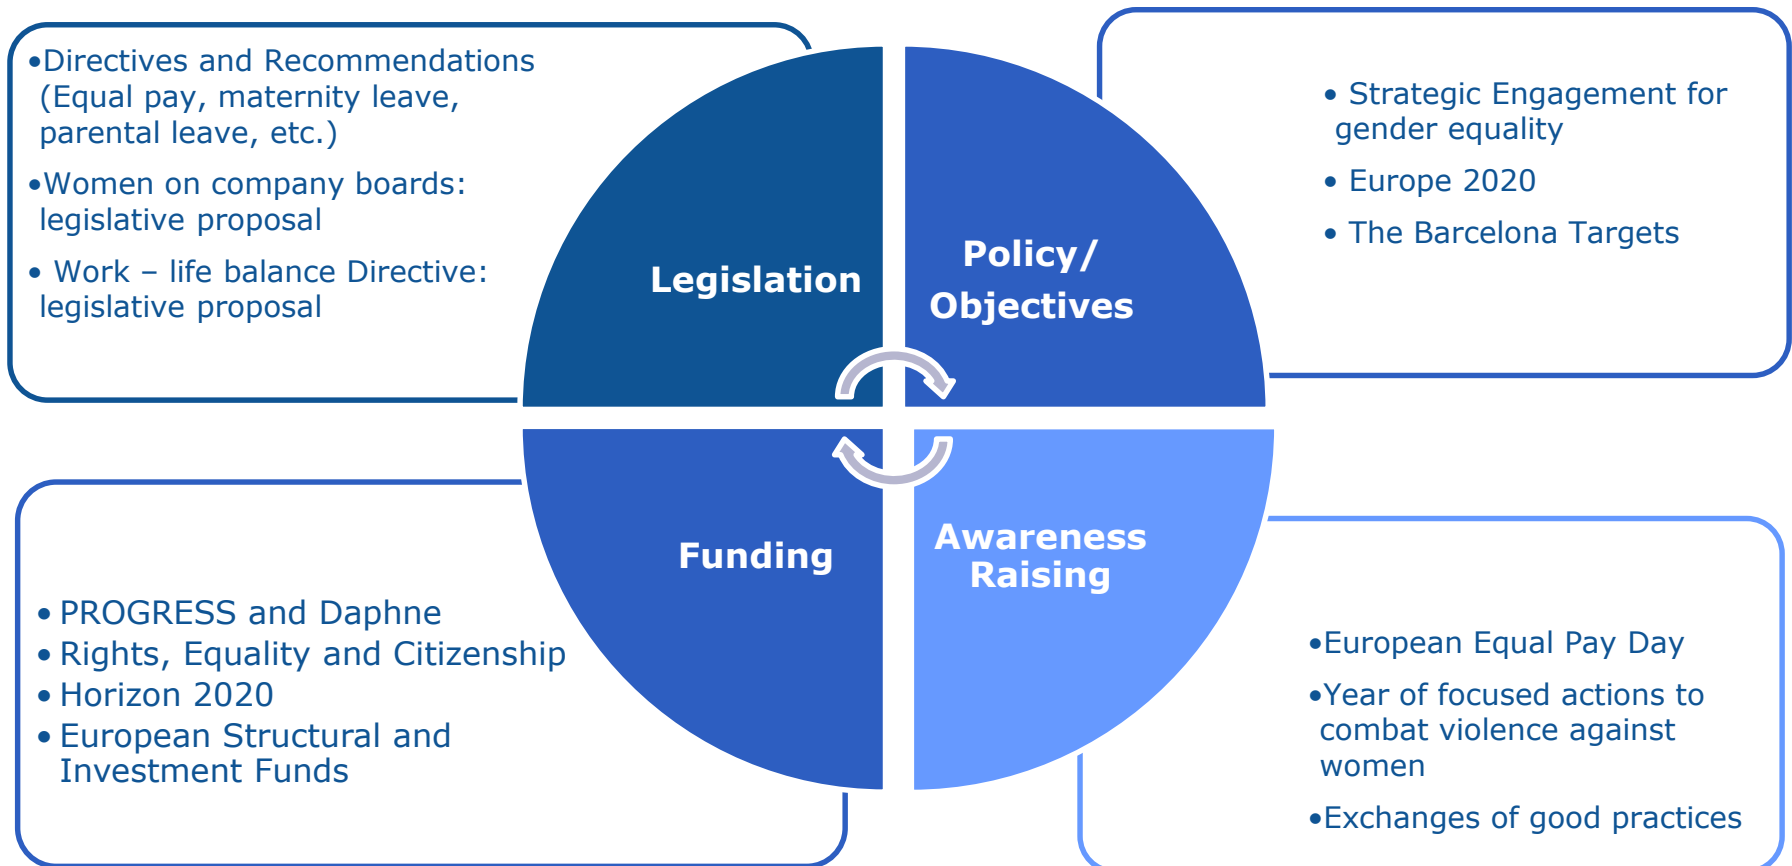 •Directives and Recommendations
(Equal pay, maternity leave,
parental leave, etc.)
•Women on company boards:
legislative proposal
• Work – life balance Directive:
legislative proposal
Legislation
Policy/
Objectives
• Strategic Engagement for
gender equality
• Europe 2020
• The Barcelona Targets
Funding
• PROGRESS and Daphne
• Rights, Equality and Citizenship
• Horizon 2020
• European Structural and
Investment Funds
Awareness
Raising
•European Equal Pay Day
•Year of focused actions to
combat violence against
women
•Exchanges of good practices